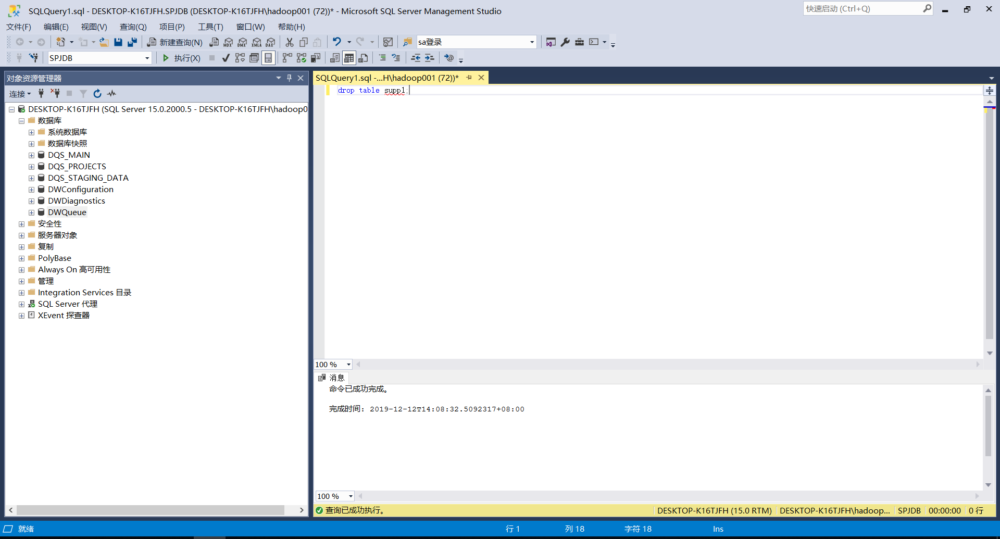 SQLQuery1.sql - DESKTOP-K16TJFH.SPJDB (DESKTOP-K16TJFH\hadoop001 (72))* - Microsoft SQL Server Management Studio
快速启动 (Ctrl+Q)
文件(F) 编辑(E) 视图(V) 查询(Q) 项目(P) 工具(T) 窗口(W) 帮助(H)
新建查询(N) MDX DMX XMLA DAX sa登录
SPJDB 执行(X)
对象资源管理器
SQLQuery1.sql -...H\hadoop001 (72))*
连接
drop table suppl;
DESKTOP-K16TJFH (SQL Server 15.0.2000.5 - DESKTOP-K16TJFH\hadoop0
数据库
系统数据库
数据库快照
DQS_MAIN
DQS_PROJECTS
DQS_STAGING_DATA
DWConfiguration
DWDiagnostics
DWQueue
安全性
服务器对象
复制
PolyBase
Always On 高可用性
管理
Integration Services 目录
SQL Server 代理
XEvent 探查器
100 %
消息
命令已成功完成。
完成时间: 2019-12-12T14:08:32.5092317+08:00
100 %
查询已成功执行。 DESKTOP-K16TJFH (15.0 RTM) DESKTOP-K16TJFH\hadoop... SPJDB 00:00:00 0 行
就绪 行 1 列 18 字符 18 Ins